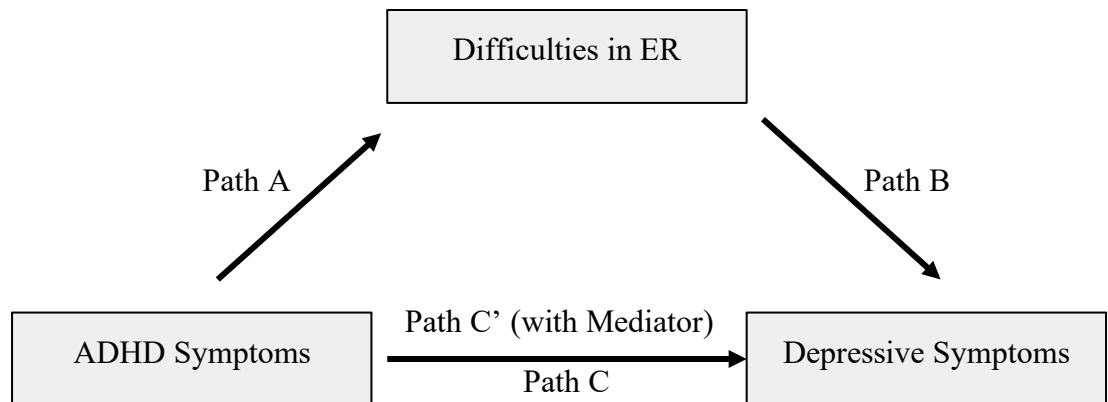 Difficulties in ER
Path A
Path B
ADHD Symptoms
Path C’ (with Mediator)
Path C
Depressive Symptoms